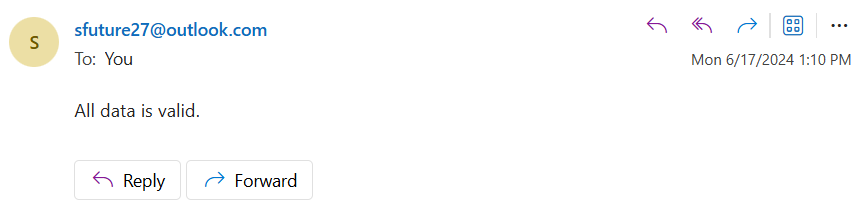 S
sfuture27@outlook.com
To: You
Mon 6/17/2024 1:10 PM
All data is valid.
Reply
Forward